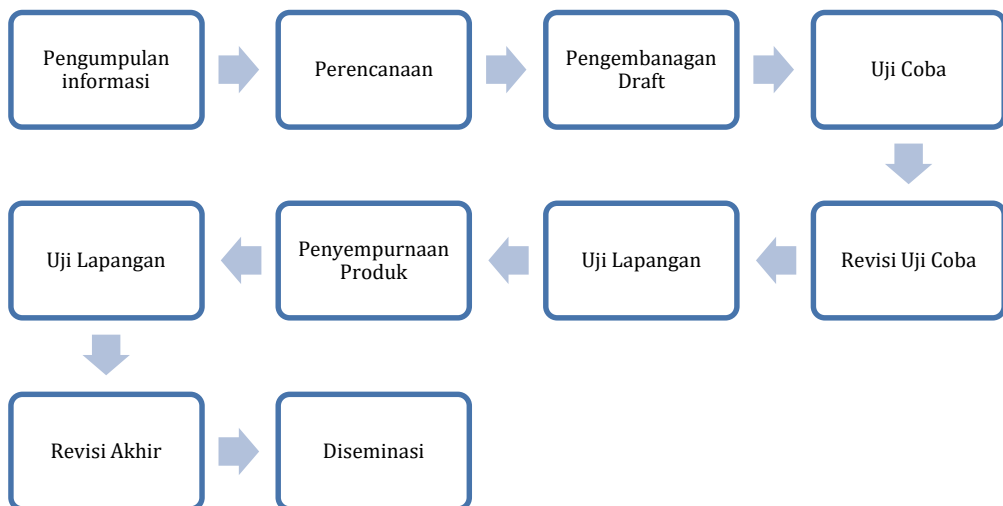 Pengumpulan
informasi
Perencanaan
Pengembanagan
Draft
Uji Coba
Revisi Uji Coba
Uji Lapangan
Penyempurnaan
Produk
Uji Lapangan
Revisi Akhir
Diseminasi